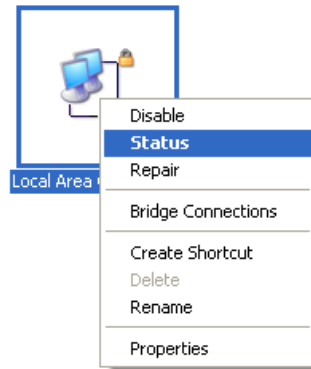 Disable
Status
Repair
Local Area
Bridge Connections
Create Shortcut
Delete
Rename
Properties